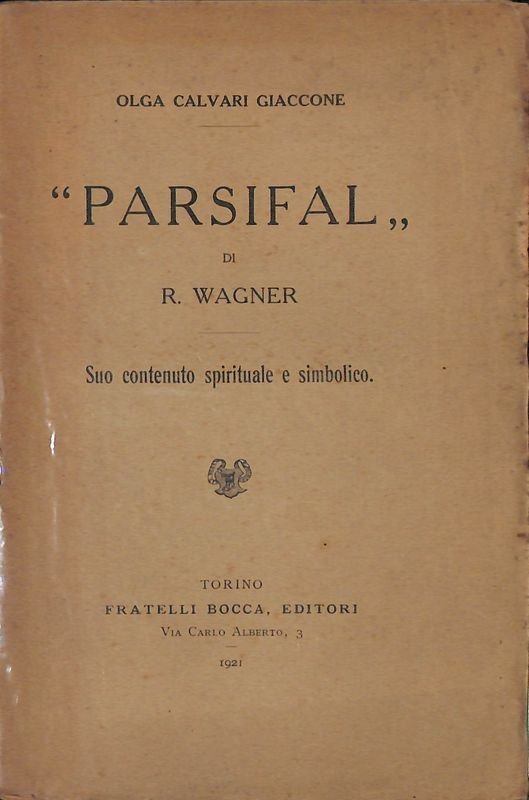 OLGA CALVARI GIACCONE
“PARSIFAL„
DI
R. WAGNER
Suo contenuto spirituale e simbolico.
TORINO
FRATELLI BOCCA, EDITORI
VIA CARLO ALBERTO, 3
1921